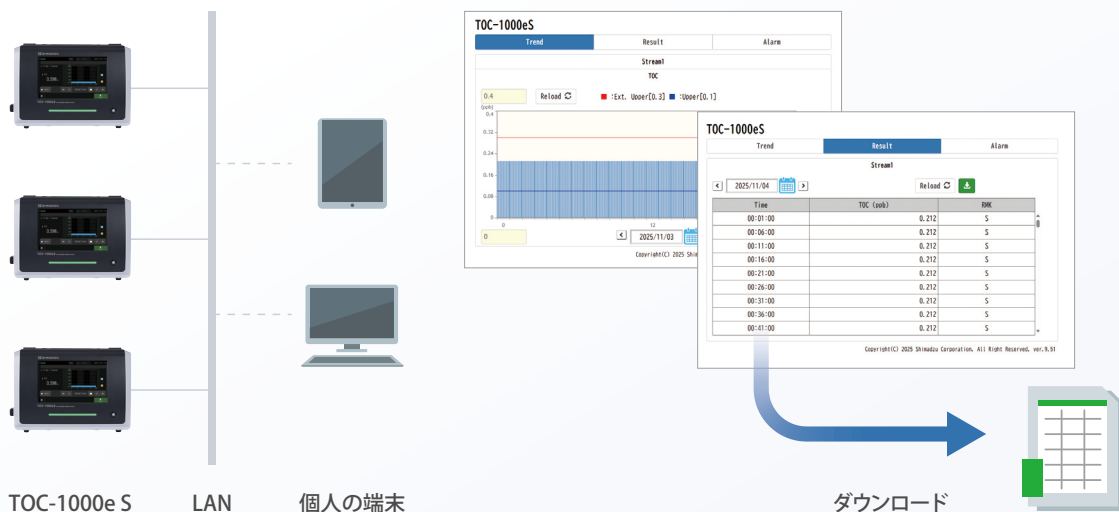 TOC-1000eS
Trend Result Alarm
Stream1
TOC
0.4 Reload :Ext. Upper[0.3] :Upper[0.1]
(ppb)
0.4
0.32
0.24
0.16
0.08
0
0 12
0 < 2025/11/03
Copyright(C) 2025 Shim
TOC-1000eS
Trend Result Alarm
Stream1
< 2025/11/04 > Reload
Time TOC (ppb) RMK
00:01:00 0.212 S
00:06:00 0.212 S
00:11:00 0.212 S
00:16:00 0.212 S
00:21:00 0.212 S
00:26:00 0.212 S
00:31:00 0.212 S
00:36:00 0.212 S
00:41:00 0.212 S
Copyright(C) 2025 Shimadzu Corporation. All Right Reserved. ver.9.51
TOC-1000e S LAN 個人の端末 ダウンロード